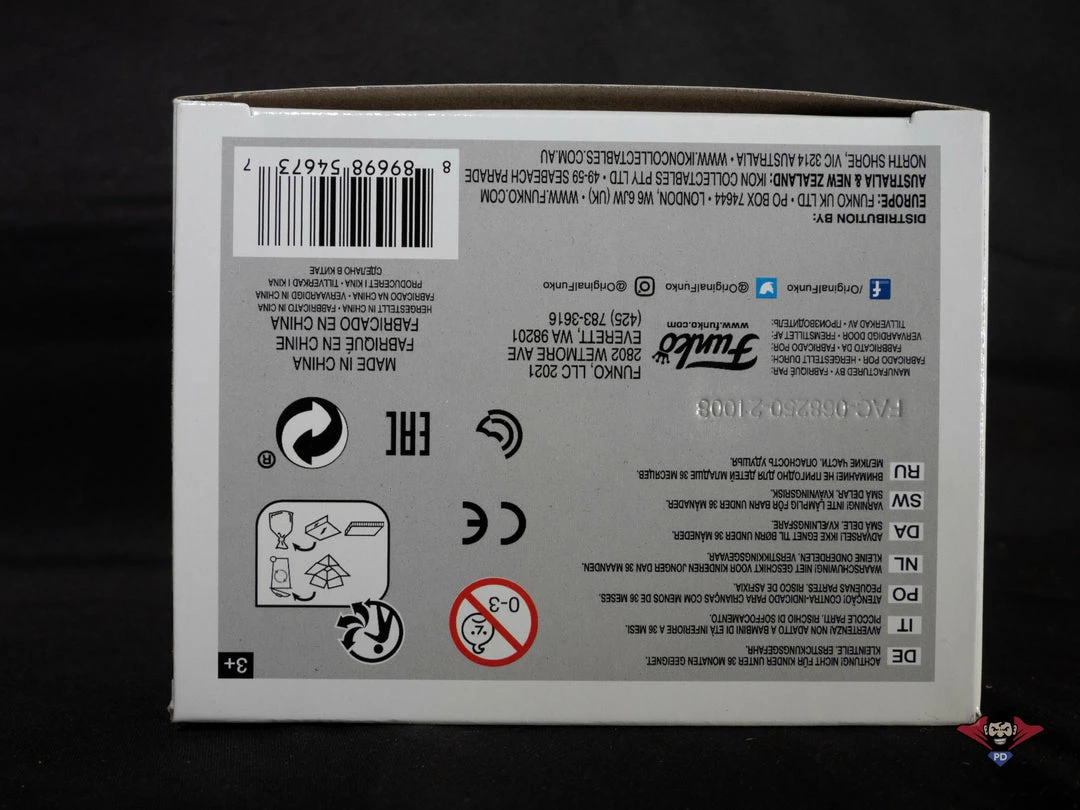 DE ACHTUNG! NICHT FÜR KINDER UNTER 36 MONATEN GEEIGNET.
KLEINTEILE. ERSTICKUNGSGEFAHR.
IT AVVERTENZA! NON ADATTO A BAMBINI DI ETÀ INFERIORE A 36 MESI.
PICCOLE PARTI. RISCHIO DI SOFFOCAMENTO.
PO ATENÇÃO! CONTRA-INDICADO PARA CRIANÇAS COM MENOS DE 36 MESES.
PEQUENAS PARTES. RISCO DE ASFIXIA.
NL WAARSCHUWING! NIET GESCHIKT VOOR KINDEREN JONGER DAN 36 MAANDEN.
KLEINE ONDERDELEN. VERSTIKKINGSGEVAAR.
DA ADVARSEL! IKKE EGNET TIL BØRN UNDER 36 MÅNEDER.
SMÅ DELE. KVELNINGSFARE.
SW VARNING! INTE LÄMPLIG FÖR BARN UNDER 36 MÅNADER.
SMÅ DELAR. KVÄVNINGSRISK.
RU ВНИМАНИЕ! НЕ ПРИГОДНО ДЛЯ ДЕТЕЙ МЛАДШЕ 36 МЕСЯЦЕВ.
МЕЛКИЕ ЧАСТИ. ОПАСНОСТЬ УДУШЬЯ.
0-3
3+
CE
EAC
®
FAC-068250-21008
MANUFACTURED BY • FABRIQUÉ PAR:
FABRICADO POR • HERGESTELLT DURCH:
FABBRICATO DA • FABRICADO POR:
VERVAARDIGD DOOR • FREMSTILLET AF:
TILLVERKAD AV • ПРОИЗВОДИТЕЛЬ:
Funko
www.funko.com
FUNKO, LLC 2021
2802 WETMORE AVE
EVERETT, WA 98201
(425) 783-3616
MADE IN CHINA
FABRIQUÉ EN CHINE
FABRICADO EN CHINA
HERGESTELLT IN CHINA • FABBRICATO IN CINA
FABRICADO NA CHINA • VERVAARDIGD IN CHINA
PRODUCERET I KINA • TILLVERKAD I KINA
СДЕЛАНО В КИТАЕ
/OriginalFunko
@OriginalFunko
@OriginalFunko
DISTRIBUTION BY:
EUROPE: FUNKO UK LTD • PO BOX 74644 • LONDON, W6 6JW (UK) • WWW.FUNKO.COM
AUSTRALIA & NEW ZEALAND: IKON COLLECTABLES PTY LTD • 49-59 SEABEACH PARADE
NORTH SHORE, VIC 3214 AUSTRALIA • WWW.IKONCOLLECTABLES.COM.AU
8 89698 54673 7
PD